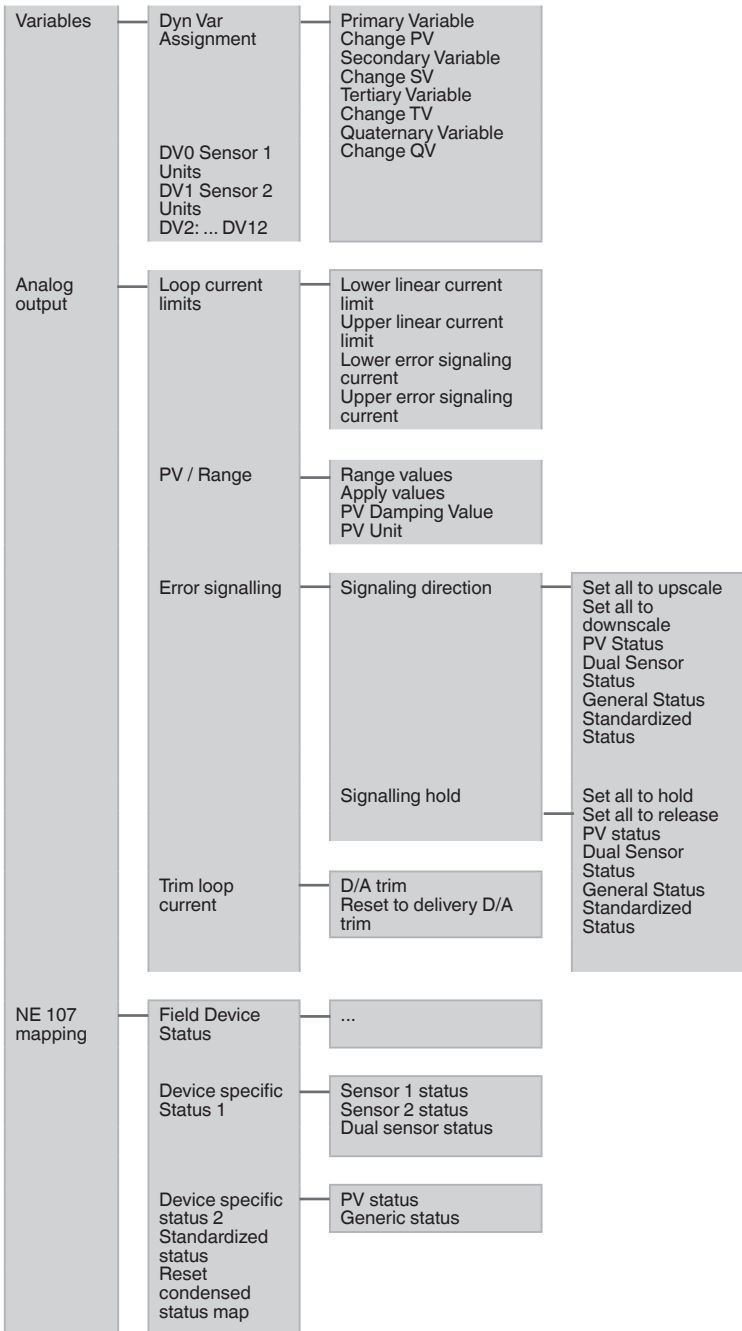 Variables
Dyn Var
Assignment
Primary Variable
Change PV
Secondary Variable
Change SV
Tertiary Variable
Change TV
Quaternary Variable
Change QV
DV0 Sensor 1
Units
DV1 Sensor 2
Units
DV2: ... DV12
Analog
output
Loop current
limits
Lower linear current
limit
Upper linear current
limit
Lower error signaling
current
Upper error signaling
current
PV / Range
Range values
Apply values
PV Damping Value
PV Unit
Error signalling
Signaling direction
Set all to upscale
Set all to
downscale
PV Status
Dual Sensor
Status
General Status
Standardized
Status
Signalling hold
Set all to hold
Set all to release
PV status
Dual Sensor
Status
General Status
Standardized
Status
Trim loop
current
D/A trim
Reset to delivery D/A
trim
NE 107
mapping
Field Device
Status
...
Device specific
Status 1
Sensor 1 status
Sensor 2 status
Dual sensor status
Device specific
status 2
Standardized
status
Reset
condensed
status map
PV status
Generic status